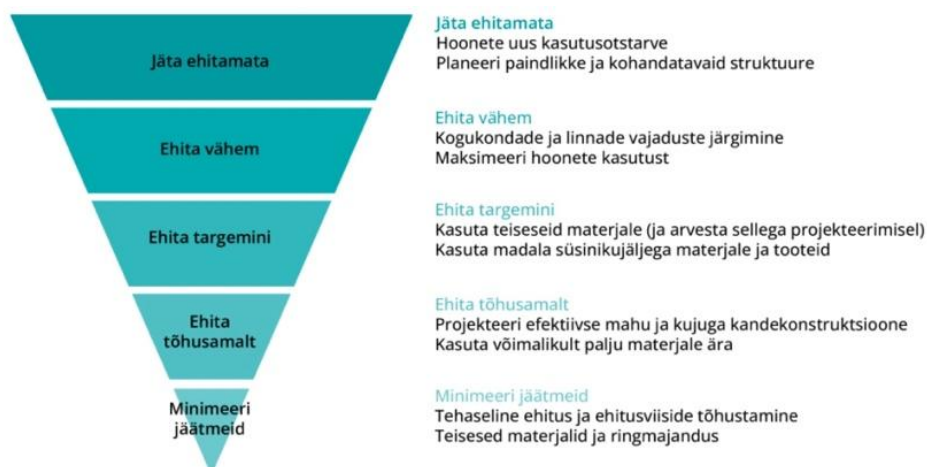 Jäta ehitamata
Ehita vähem
Ehita targemini
Ehita
tõhusamalt
Minimeeri
jäätmeid
Jäta ehitamata
Hoonete uus kasutusotstarve
Planeeri paindlikke ja kohandatavaid struktuure
Ehita vähem
Kogukondade ja linnade vajaduste järgimine
Maksimeeri hoonete kasutust
Ehita targemini
Kasuta teiseseid materjale (ja arvesta sellega projekteerimisel)
Kasuta madala süsinikujäljega materjale ja tooteid
Ehita tõhusamalt
Projekteeri efektiivse mahu ja kujuga kandekonstruktsioone
Kasuta võimalikult palju materjale ära
Minimeeri jäätmeid
Tehaseline ehitus ja ehitusviiside tõhustamine
Teisesed materjalid ja ringmajandus